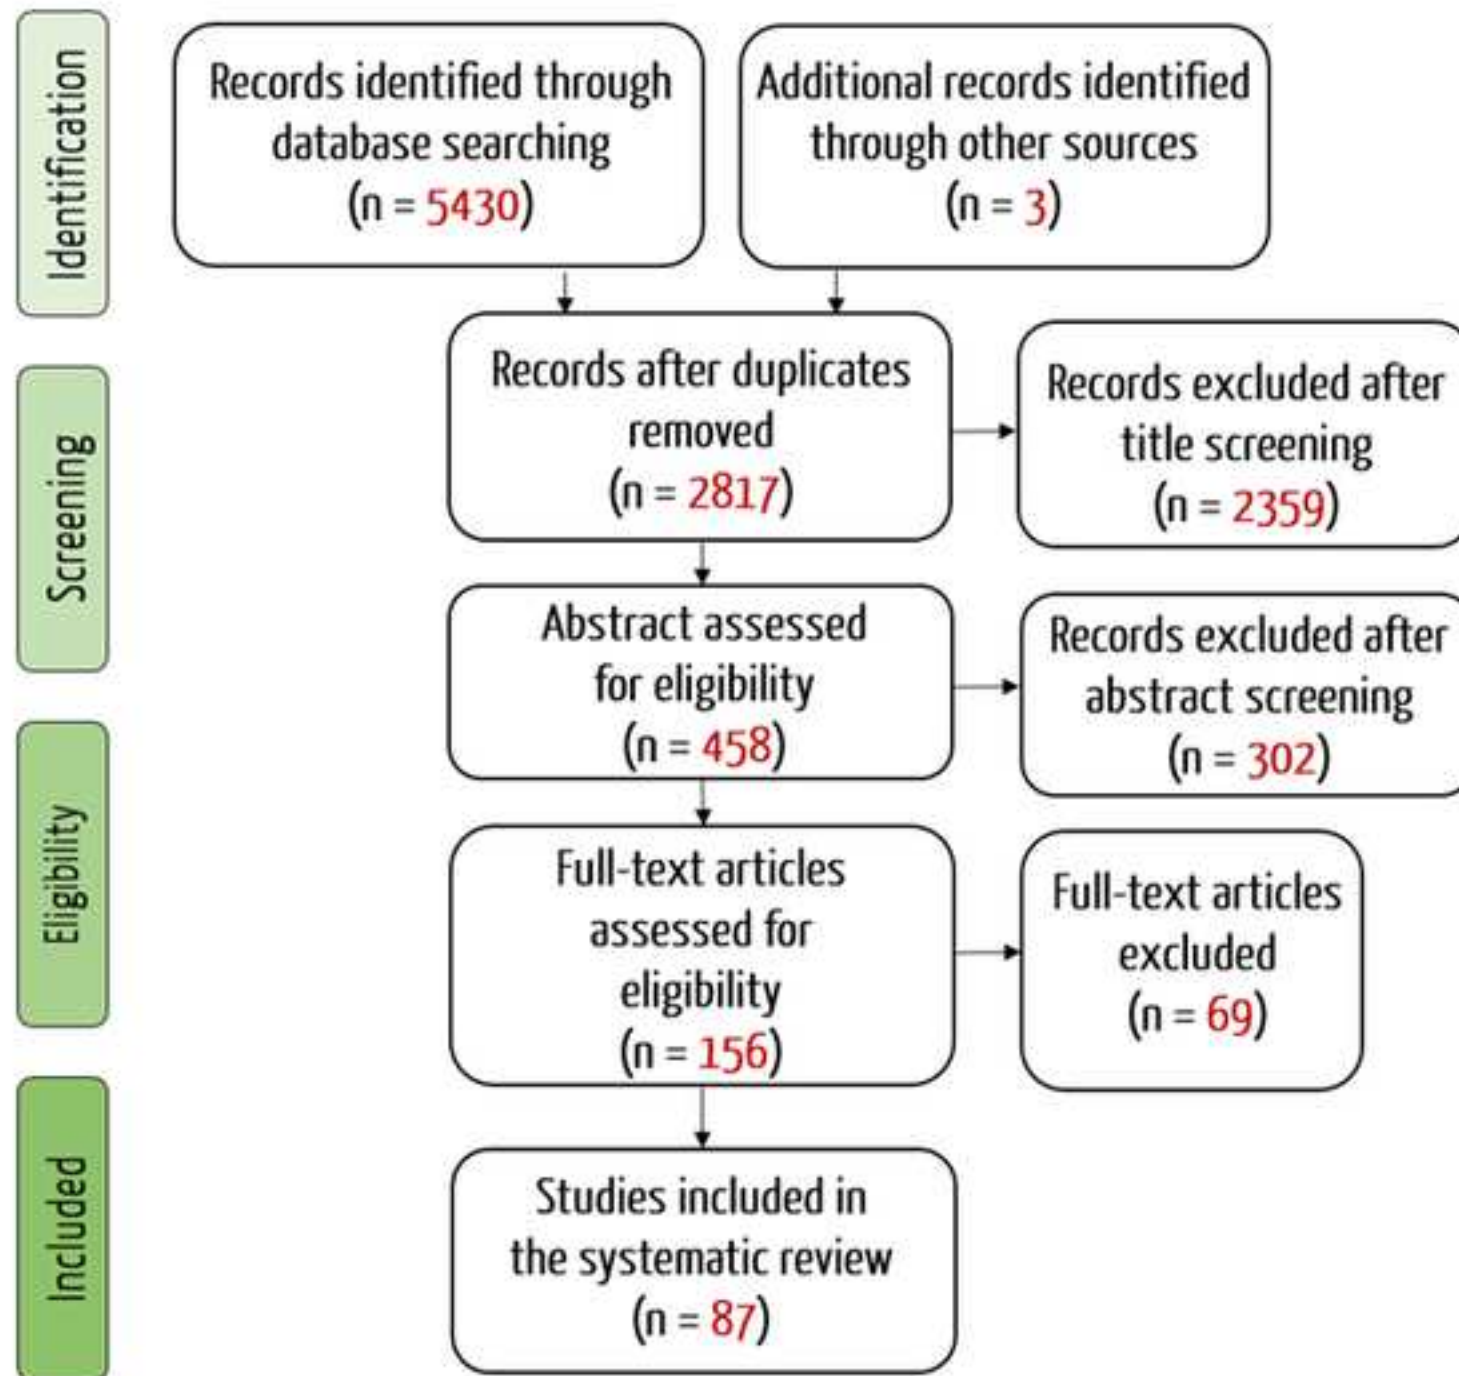 Identification
Records identified through
database searching
(n = 5430)
Additional records identified
through other sources
(n = 3)
Screening
Records after duplicates
removed
(n = 2817)
Records excluded after
title screening
(n = 2359)
Abstract assessed
for eligibility
(n = 458)
Records excluded after
abstract screening
(n = 302)
Eligibility
Full-text articles
assessed for
eligibility
(n = 156)
Full-text articles
excluded
(n = 69)
Included
Studies included in
the systematic review
(n = 87)